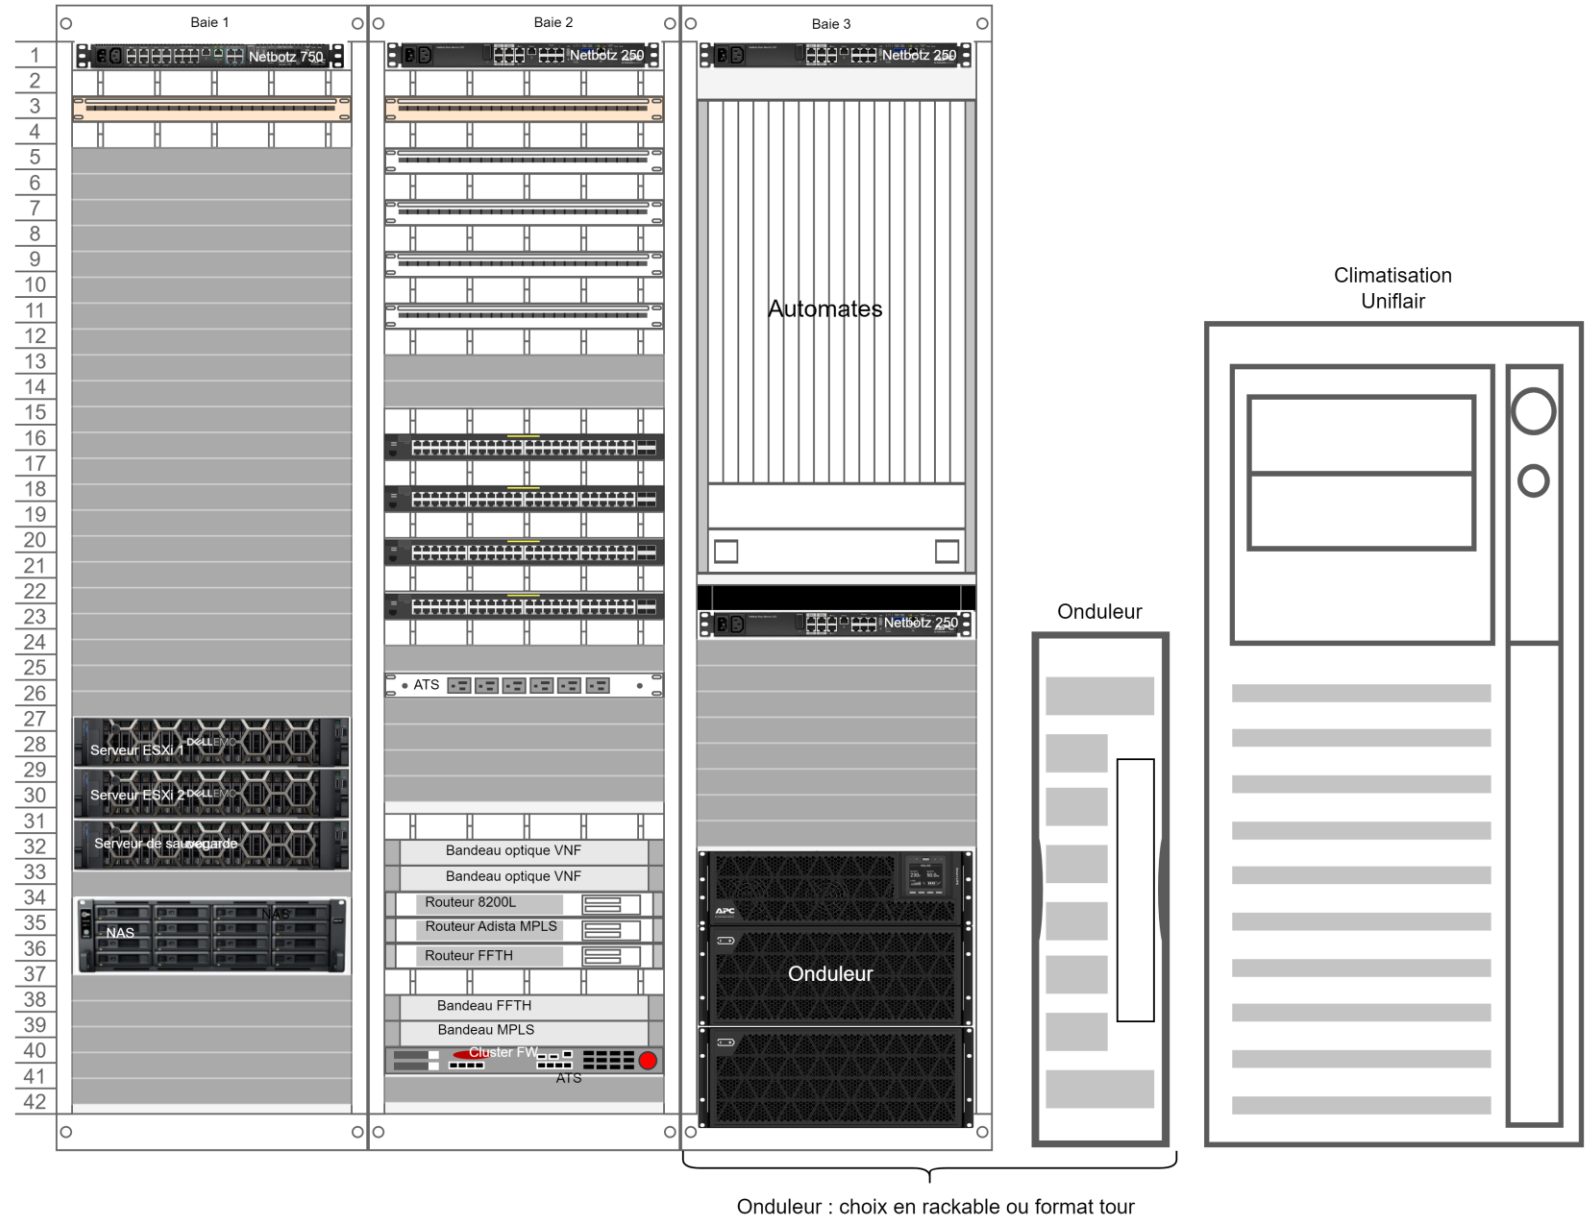 Baie 1
Baie 2
Baie 3
1
2
3
4
5
6
7
8
9
10
11
12
13
14
15
16
17
18
19
20
21
22
23
24
25
26
27
28
29
30
31
32
33
34
35
36
37
38
39
40
41
42
Netbotz 750
Serveur ESXi 1
DELLEMC
Serveur ESXi 2
DELLEMC
Serveur de sauvegarde
NAS
NAS
Netbotz 250
ATS
Bandeau optique VNF
Bandeau optique VNF
Routeur 8200L
Routeur Adista MPLS
Routeur FFTH
Bandeau FFTH
Bandeau MPLS
Cluster FW
ATS
Netbotz 250
Automates
Netbotz 250
APC
Onduleur
Onduleur
Climatisation
Uniflair
Onduleur : choix en rackable ou format tour